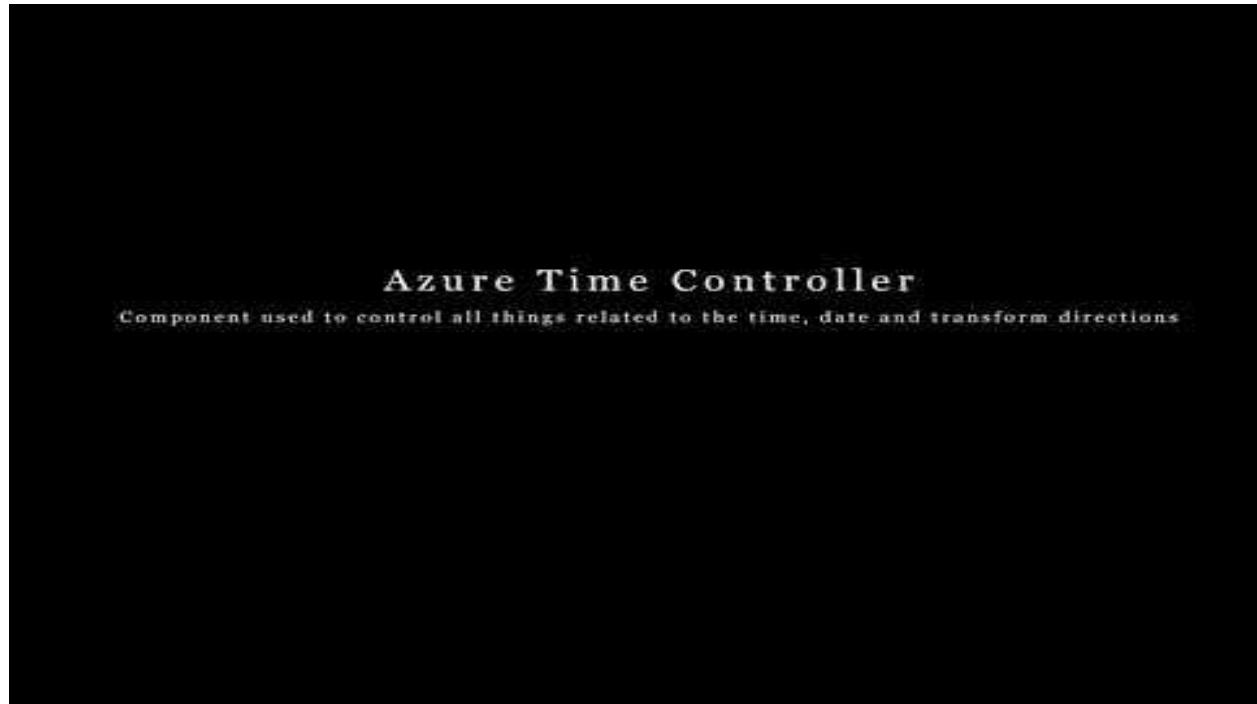 Azure Time Controller
Component used to control all things related to the time, date and transform directions